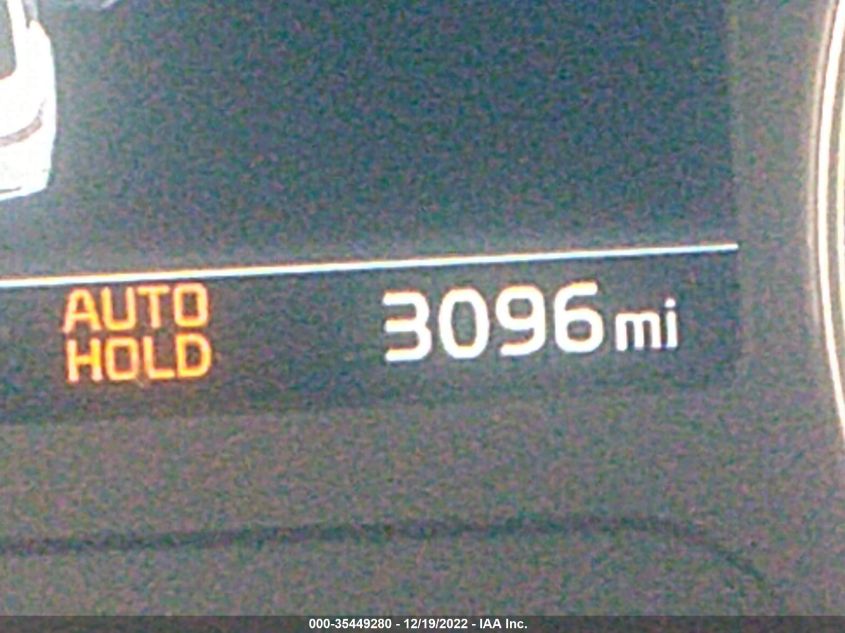 AUTO
HOLD
3096 mi
000-35449280 - 12/19/2022 - IAA Inc.